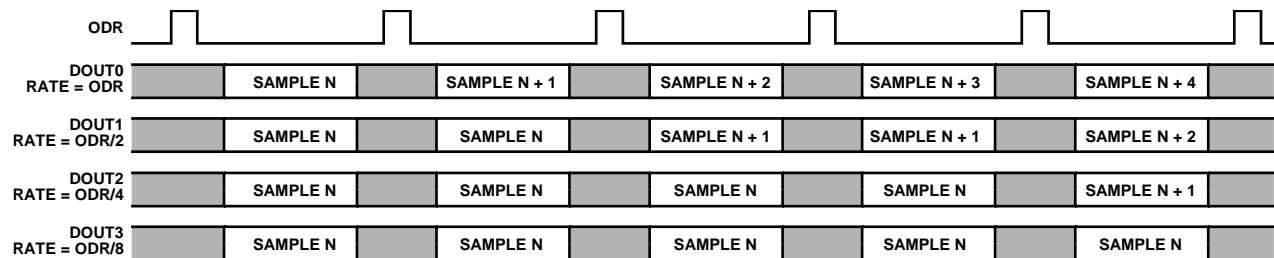 ODR
DOUT0
RATE = ODR
SAMPLE N SAMPLE N + 1 SAMPLE N + 2 SAMPLE N + 3 SAMPLE N + 4
DOUT1
RATE = ODR/2
SAMPLE N SAMPLE N SAMPLE N + 1 SAMPLE N + 1 SAMPLE N + 2
DOUT2
RATE = ODR/4
SAMPLE N SAMPLE N SAMPLE N SAMPLE N SAMPLE N + 1
DOUT3
RATE = ODR/8
SAMPLE N SAMPLE N SAMPLE N SAMPLE N SAMPLE N